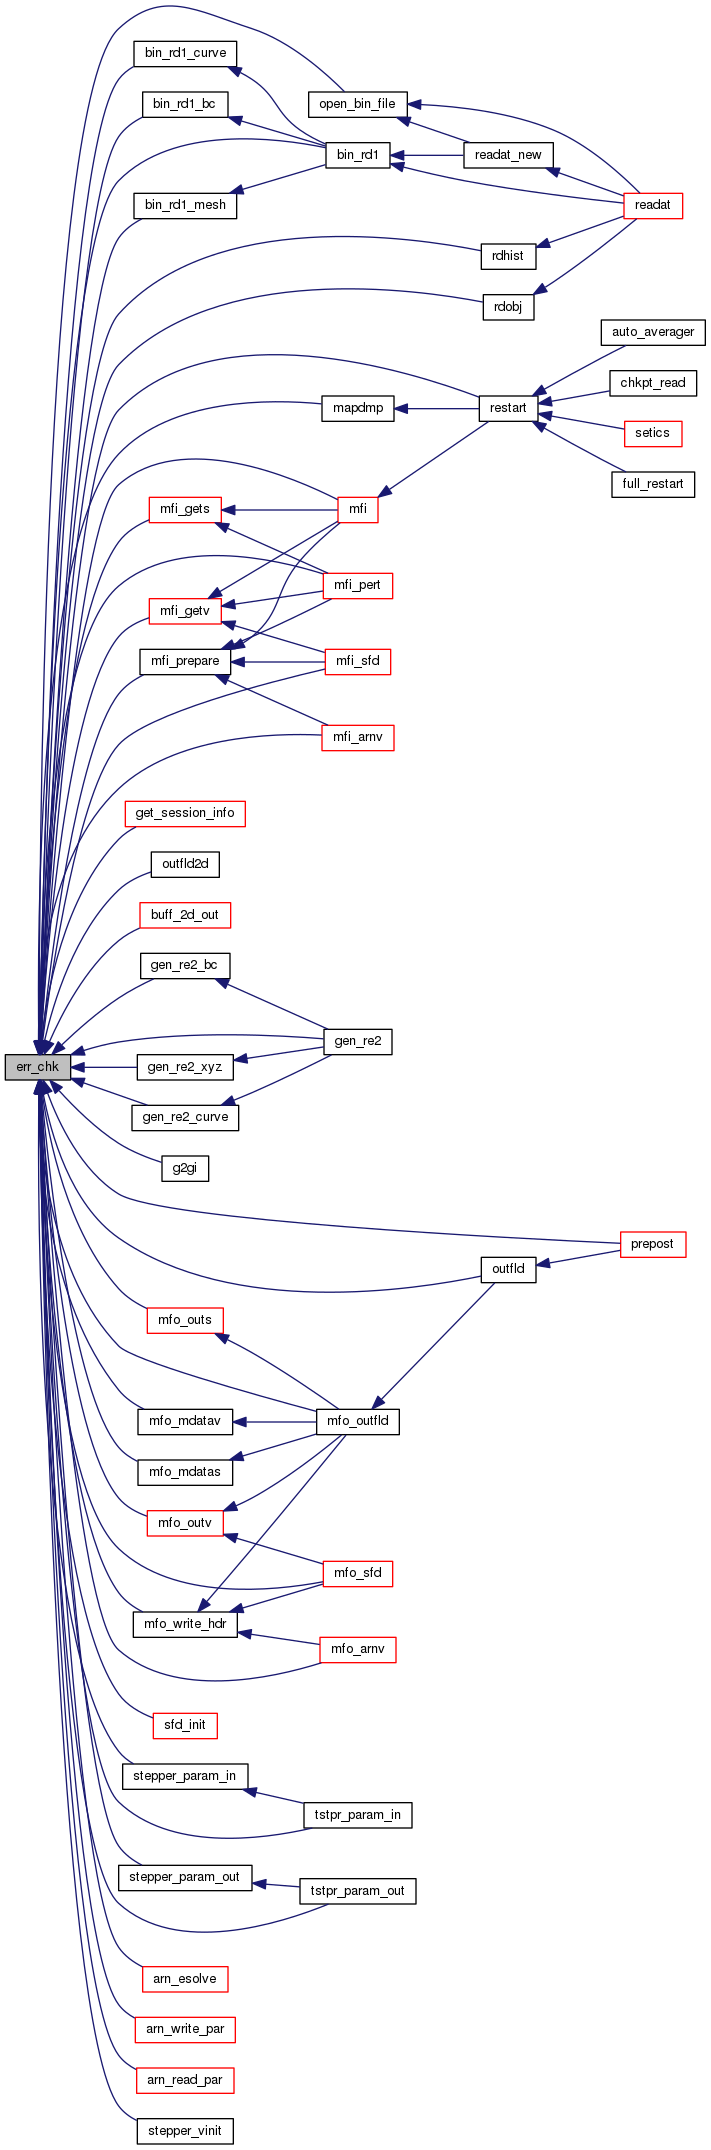 bin_rd1_curve
bin_rd1_bc
open_bin_file
bin_rd1
readat_new
bin_rd1_mesh
readat
rdhist
rdobj
auto_averager
chkpt_read
mapdmp
restart
setics
full_restart
mfi_gets
mfi
mfi_pert
mfi_getv
mfi_prepare
mfi_sfd
mfi_arnv
get_session_info
outfld2d
buff_2d_out
gen_re2_bc
gen_re2
err_chk
gen_re2_xyz
gen_re2_curve
g2gi
prepost
outfld
mfo_outs
mfo_mdatav
mfo_outfld
mfo_mdatas
mfo_outv
mfo_sfd
mfo_write_hdr
mfo_arnv
sfd_init
stepper_param_in
tstpr_param_in
stepper_param_out
tstpr_param_out
arn_esolve
arn_write_par
arn_read_par
stepper_vinit